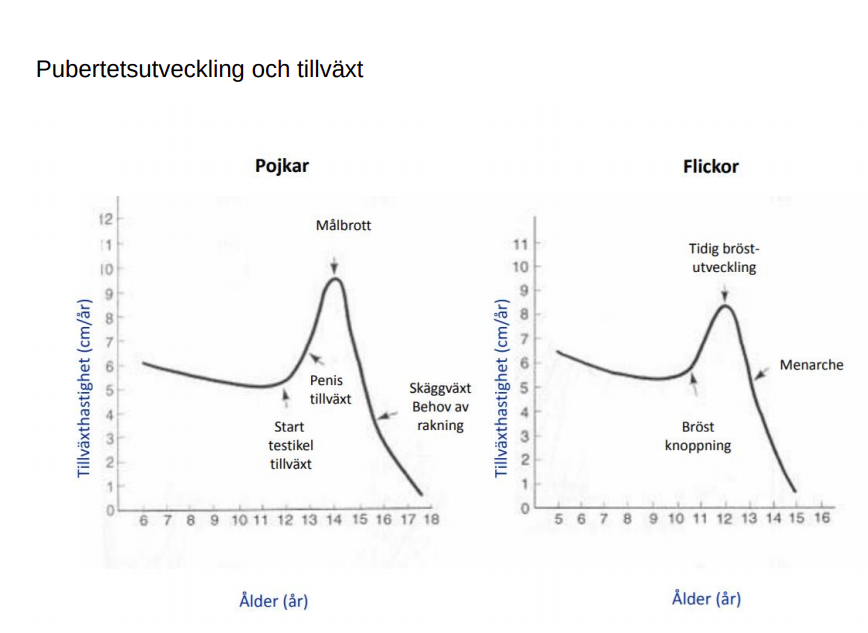 Pubertetsutveckling och tillväxt
Pojkar
Målbrott
12
11
10
9
8
7
6
5
4
3
2
1
0
Tillväxthastighet (cm/år)
Penis
tillväxt
Start
testikel
tillväxt
Skäggväxt
Behov av
rakning
6 7 8 9 10 11 12 13 14 15 16 17 18
Ålder (år)
Flickor
Tidig bröst-
utveckling
11
10
9
8
7
6
5
4
3
2
1
0
Tillväxthastighet (cm/år)
Menarche
Bröst
knoppning
5 6 7 8 9 10 11 12 13 14 15 16
Ålder (år)